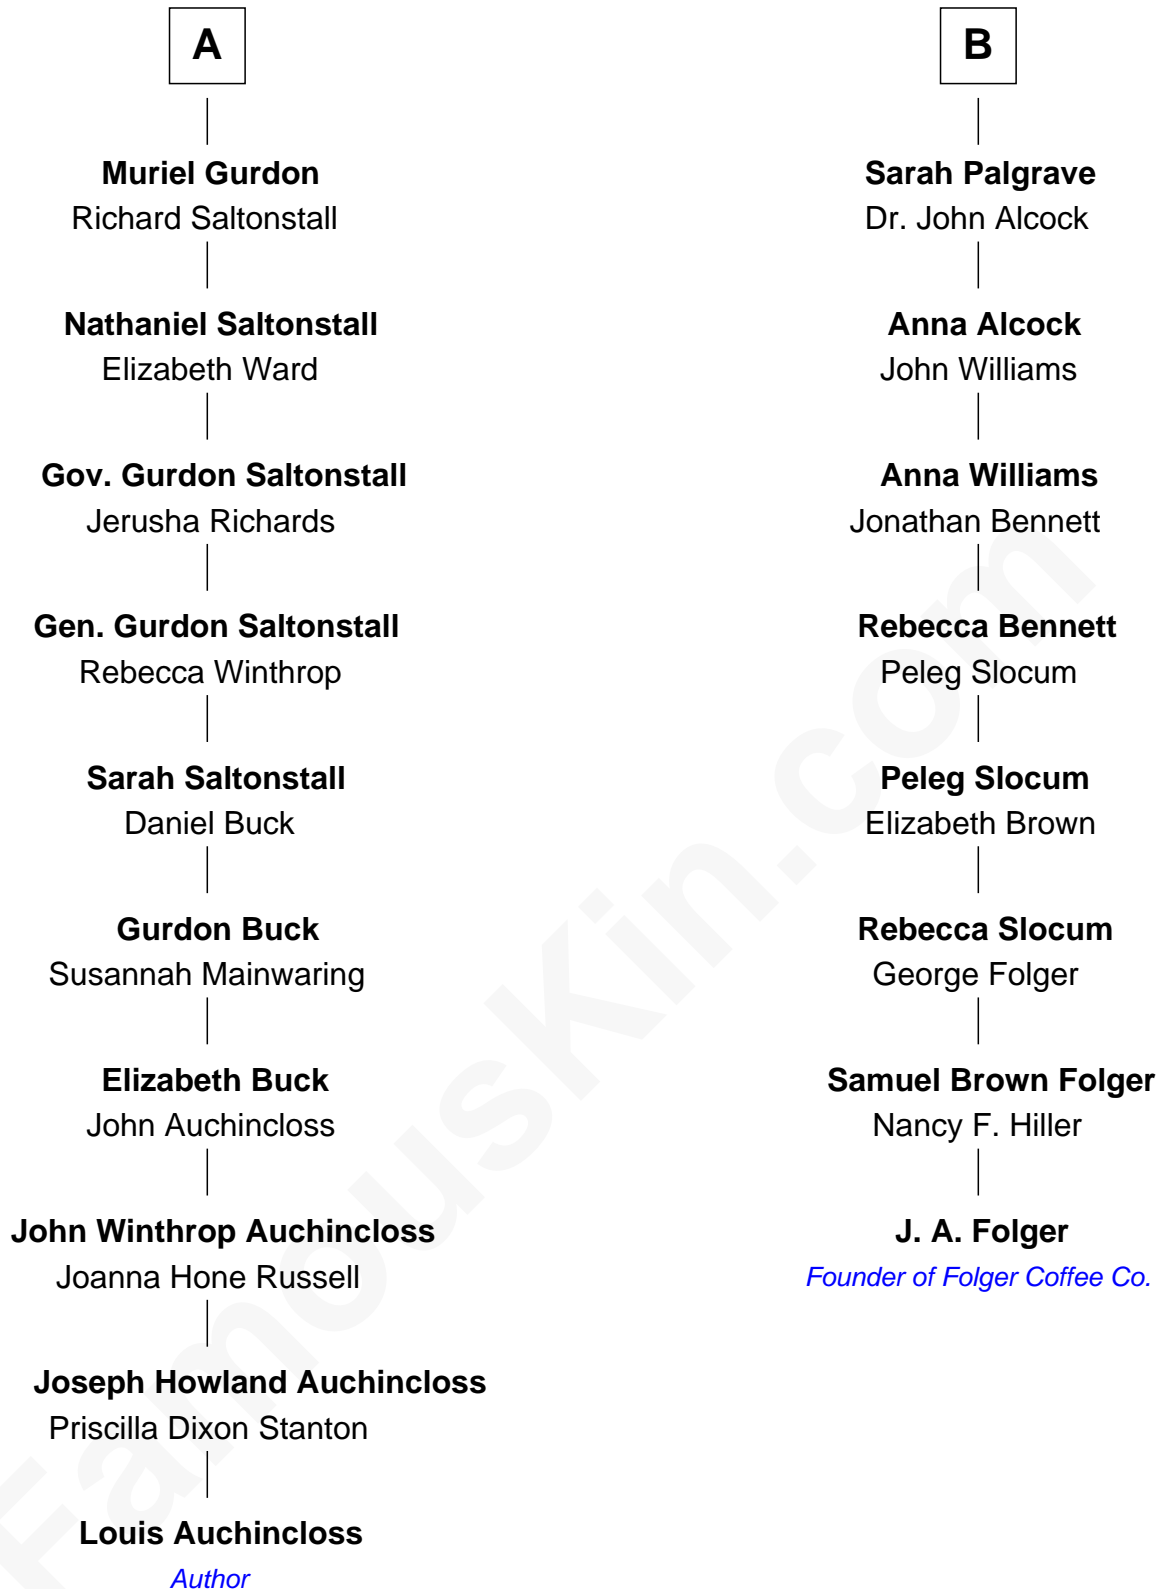 A
Muriel Gurdon
Richard Saltonstall
Nathaniel Saltonstall
Elizabeth Ward
Gov. Gurdon Saltonstall
Jerusha Richards
Gen. Gurdon Saltonstall
Rebecca Winthrop
Sarah Saltonstall
Daniel Buck
Gurdon Buck
Susannah Mainwaring
Elizabeth Buck
John Auchincloss
John Winthrop Auchincloss
Joanna Hone Russell
Joseph Howland Auchincloss
Priscilla Dixon Stanton
Louis Auchincloss
Author
B
Sarah Palgrave
Dr. John Alcock
Anna Alcock
John Williams
Anna Williams
Jonathan Bennett
Rebecca Bennett
Peleg Slocum
Peleg Slocum
Elizabeth Brown
Rebecca Slocum
George Folger
Samuel Brown Folger
Nancy F. Hiller
J. A. Folger
Founder of Folger Coffee Co.
FamousKin.com